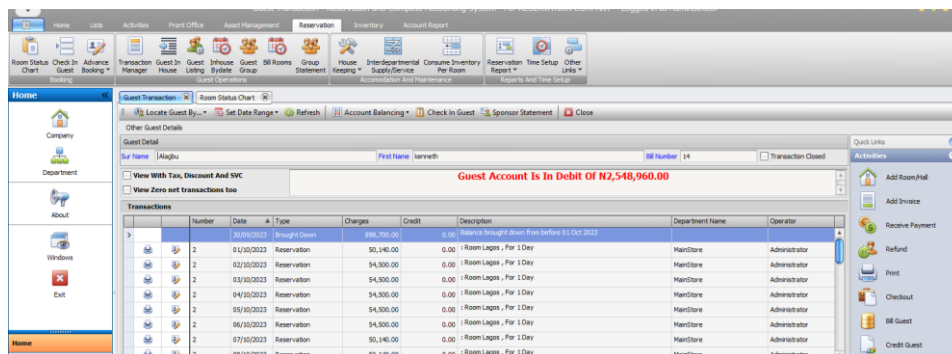 Home Lists Activities Front Office Asset Management Reservation Inventory Account Report
Room Status Chart Check In Guest Advance Booking Transaction Manager Guest In House Guest Listing Inhouse Bydate Guest Group Bill Rooms Group Statement House Keeping Interdepartmental Supply/Service Consume Inventory Per Room Reservation Report Time Setup Other Links
Booking Guest Operations Accomodation And Maintenance Reports And Time Setup
Home Guest Transaction Room Status Chart
Locate Guest By... Set Date Range Refresh Account Balancing Check In Guest Sponsor Statement Close
Other Guest Details
Guest Detail Quick Links
Sur Name Alagbu First Name kenneth Bill Number 14 Transaction Closed Activities
Company
View With Tax, Discount And SVC Guest Account Is In Debit Of N2,548,960.00 Add Room/Hall
View Zero net transactions too
Department
Transactions Add Invoice
Number Date Type Charges Credit Description Department Name Operator
About
30/09/2023 Brought Down 0.00 Balance brought down from before 01 Oct 2023 Receive Payment
2 01/10/2023 Reservation 50,140.00 0.00 : Room Lagos , For 1 Day MainStore Administrator
Refund
2 02/10/2023 Reservation 54,500.00 0.00 : Room Lagos , For 1 Day MainStore Administrator
Windows
2 03/10/2023 Reservation 54,500.00 0.00 : Room Lagos , For 1 Day MainStore Administrator
Print
2 04/10/2023 Reservation 54,500.00 0.00 : Room Lagos , For 1 Day MainStore Administrator
Exit Checkout
2 05/10/2023 Reservation 54,500.00 0.00 : Room Lagos , For 1 Day MainStore Administrator
2 06/10/2023 Reservation 54,500.00 0.00 : Room Lagos , For 1 Day MainStore Administrator
Bill Guest
2 07/10/2023 Reservation 50,140.00 0.00 : Room Lagos , For 1 Day MainStore Administrator
Home Credit Guest